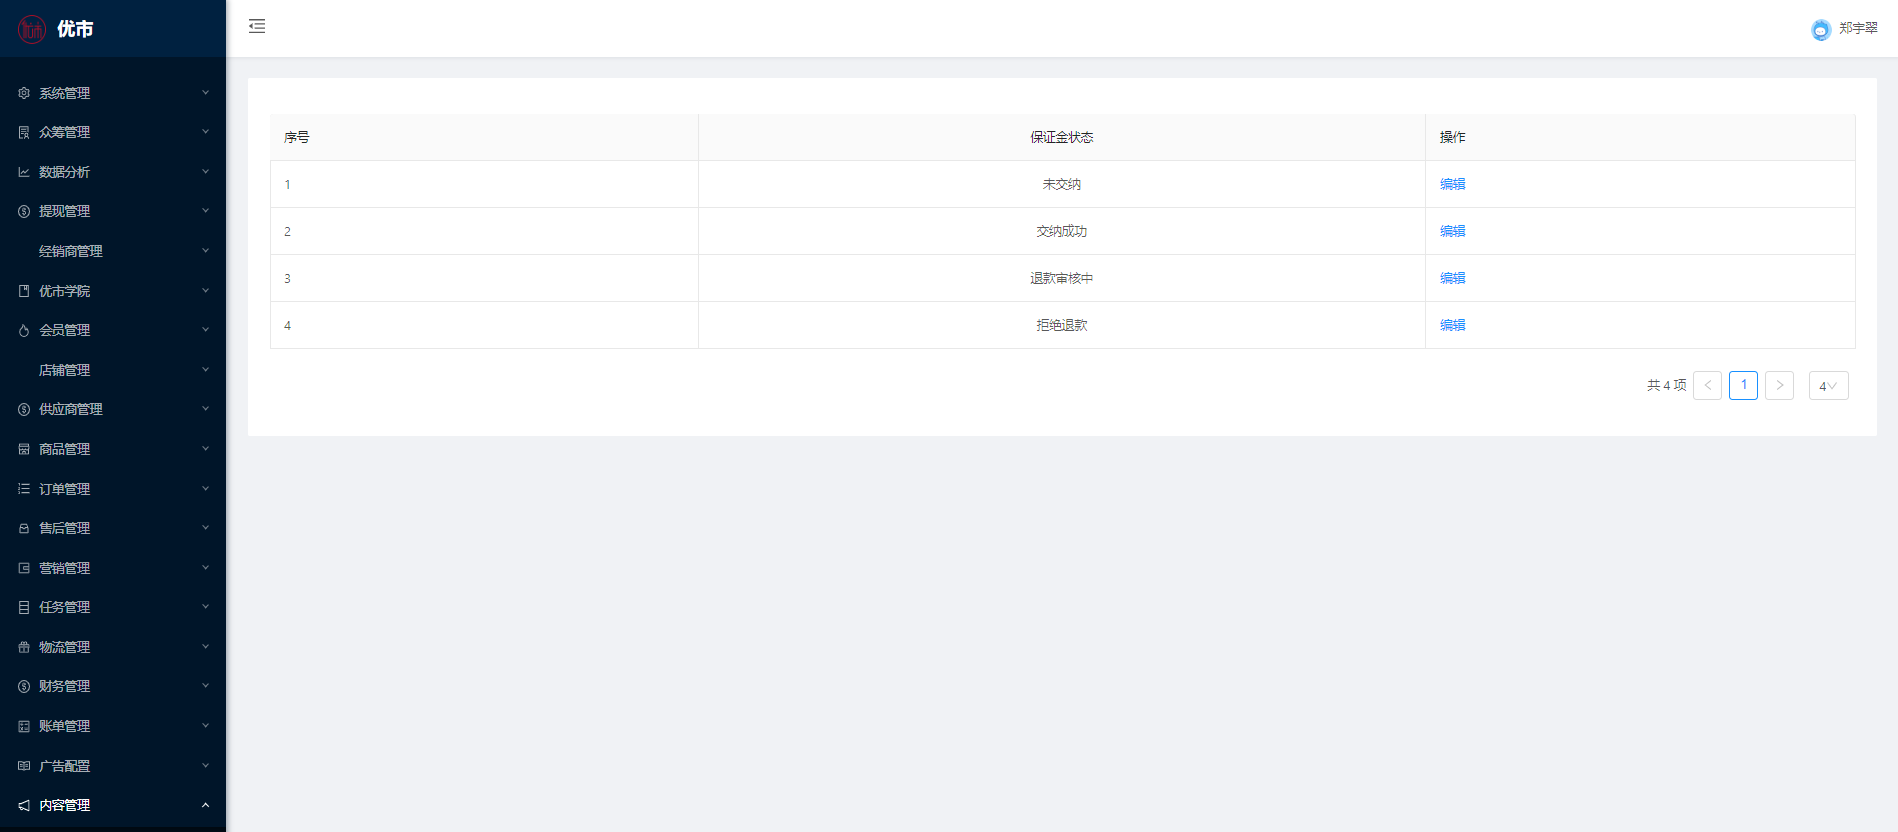 优市
郑宇翠
系统管理
众筹管理
数据分析
提现管理
经销商管理
优市学院
会员管理
店铺管理
供应商管理
商品管理
订单管理
售后管理
营销管理
任务管理
物流管理
财务管理
账单管理
广告配置
内容管理
序号 保证金状态 操作
1 未交纳 编辑
2 交纳成功 编辑
3 退款审核中 编辑
4 拒绝退款 编辑
共 4 项 < 1 > 4